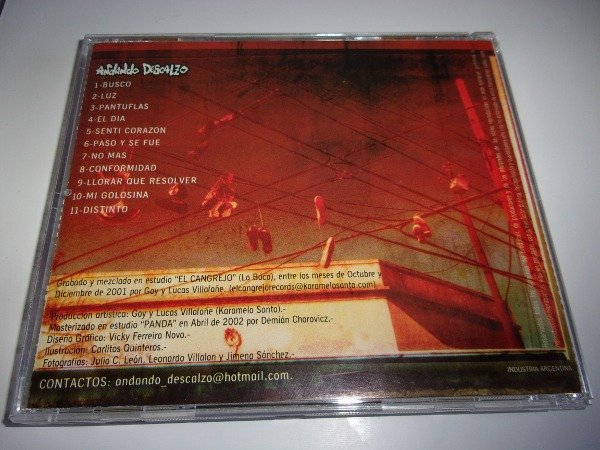 Andando Descalzo
1-BUSCO
2-LUZ
3-PANTUFLAS
4-EL DIA
5-SENTI CORAZON
6-PASO Y SE FUE
7-NO MAS
8-CONFORMIDAD
9-LLORAR QUE RESOLVER
10-MI GOLOSINA
11-DISTINTO
Grabado y mezclado en estudio "EL CANGREJO" (La Boca), entre los meses de Octubre y
Diciembre de 2001 por Goy y Lucas Villafañe. (elcangrejorecords@karamelosanto.com)
Producción artística: Goy y Lucas Villafañe (Karamelo Santo).-
Masterizado en estudio "PANDA" en Abril de 2002 por Demián Chorovicz.-
Diseño Gráfico: Vicky Ferreiro Novo.-
Ilustración: Carlitos Quinteros.-
Fotografías: Julia C. León, Leonardo Villalon y Jimena Sánchez.-
CONTACTOS: andando_descalzo@hotmail.com.
INDUSTRIA ARGENTINA